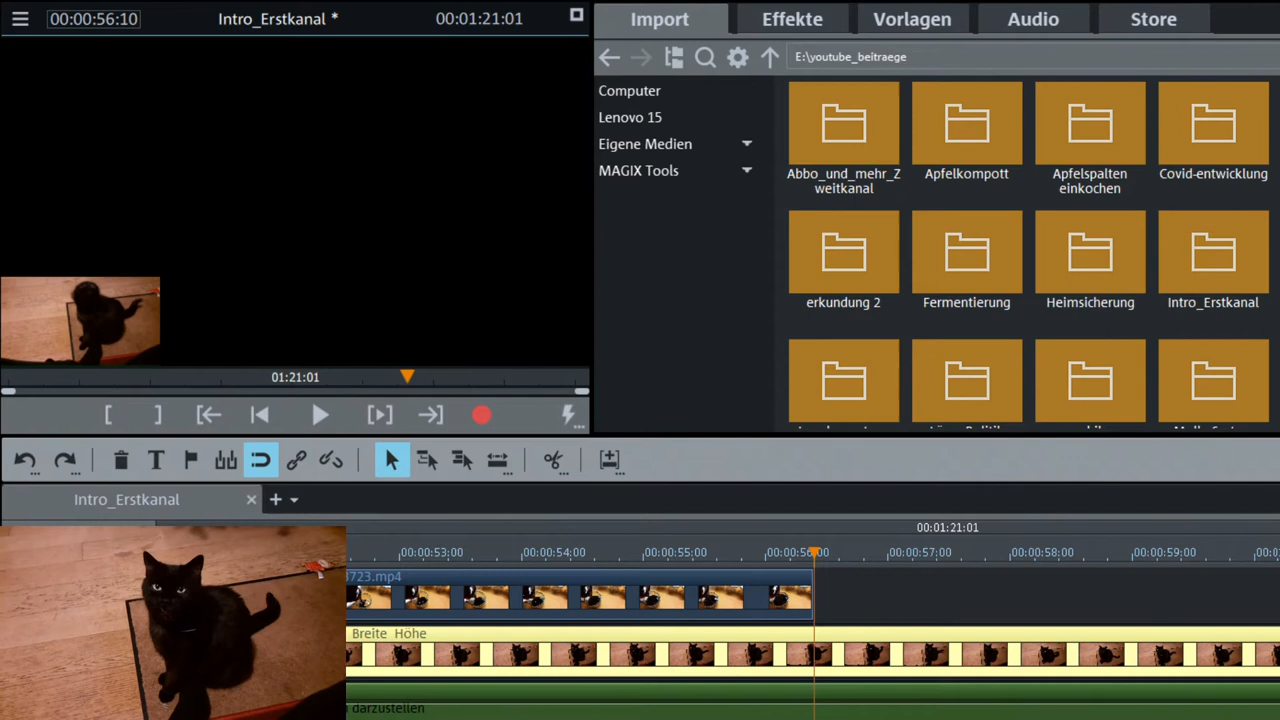 00:00:56:10 Intro_Erstkanal * 00:01:21:01
Import Effekte Vorlagen Audio Store
E:\youtube_beitraege
Computer
Lenovo 15
Eigene Medien
MAGIX Tools
Abbo_und_mehr_Z
weitkanal
Apfelkompott
Apfelspalten
einkochen
Covid-entwicklung
erkundung 2
Fermentierung
Heimsicherung
Intro_Erstkanal
01:21:01
Intro_Erstkanal
00:01:21:01
00:00:53:00 00:00:54:00 00:00:55:00 00:00:56:00 00:00:57:00 00:00:58:00 00:00:59:00
3723.mp4
Breite Höhe
darzustellen